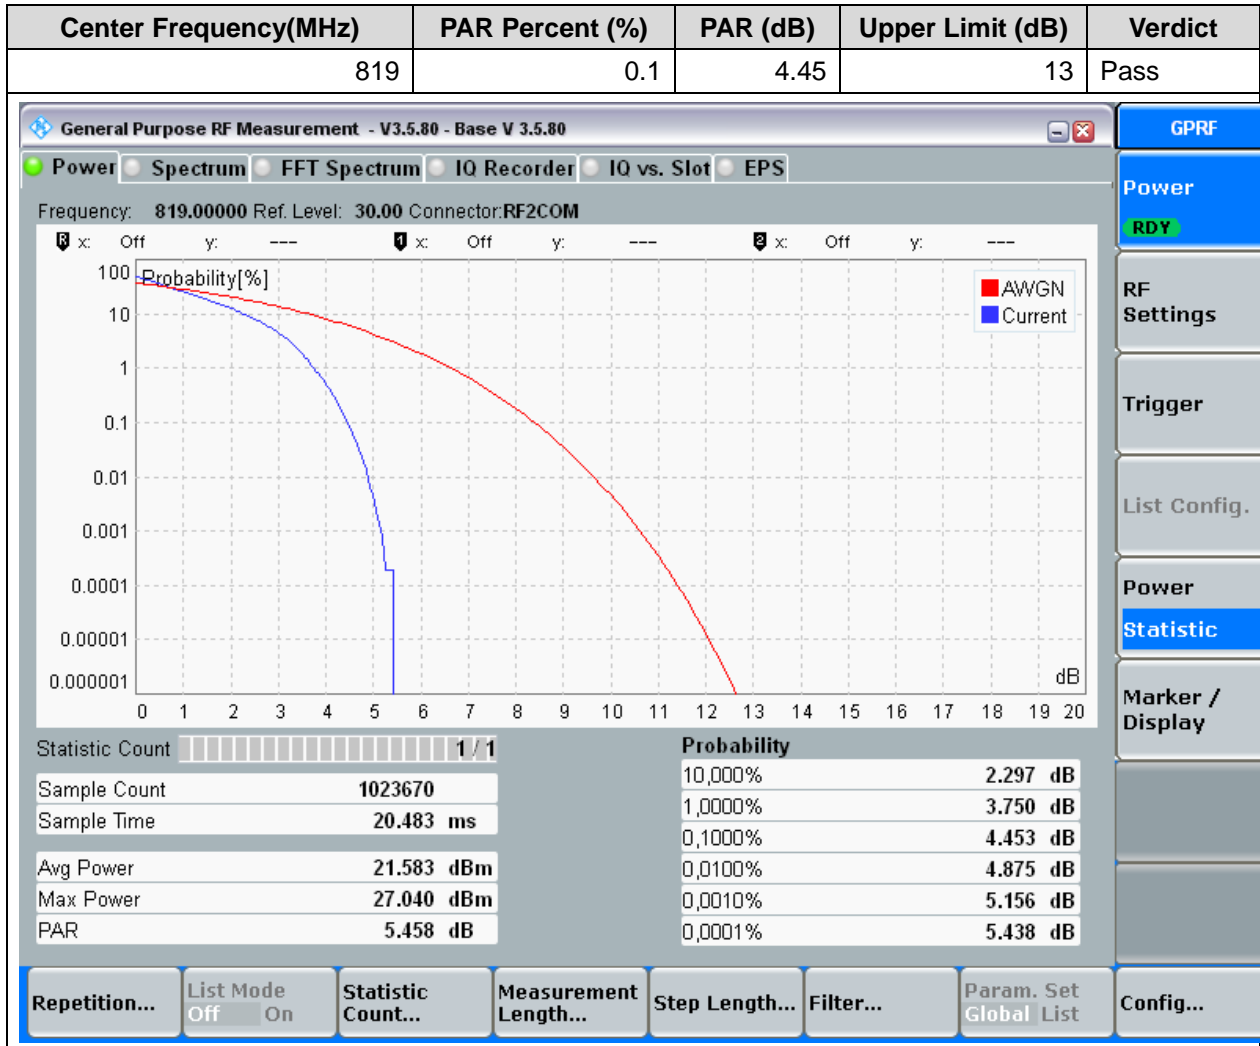 Center Frequency(MHz) PAR Percent (%) PAR (dB) Upper Limit (dB) Verdict
819 0.1 4.45 13 Pass
General Purpose RF Measurement - V3.5.80 - Base V 3.5.80
GPRF
Power Spectrum FFT Spectrum IQ Recorder IQ vs. Slot EPS
Frequency: 819.00000 Ref. Level: 30.00 Connector:RF2COM
R x: Off y: --- 1 x: Off y: --- 2 x: Off y: ---
Probability[%]
AWGN
Current
100
10
1
0.1
0.01
0.001
0.0001
0.00001
0.000001
dB
0 1 2 3 4 5 6 7 8 9 10 11 12 13 14 15 16 17 18 19 20
Statistic Count 1 / 1
Sample Count 1023670
Sample Time 20.483 ms
Avg Power 21.583 dBm
Max Power 27.040 dBm
PAR 5.458 dB
Probability
10,000% 2.297 dB
1,0000% 3.750 dB
0,1000% 4.453 dB
0,0100% 4.875 dB
0,0010% 5.156 dB
0,0001% 5.438 dB
Power
RDY
RF
Settings
Trigger
List Config.
Power
Statistic
Marker /
Display
Repetition...
List Mode
Off On
Statistic
Count...
Measurement
Length...
Step Length...
Filter...
Param. Set
Global List
Config...